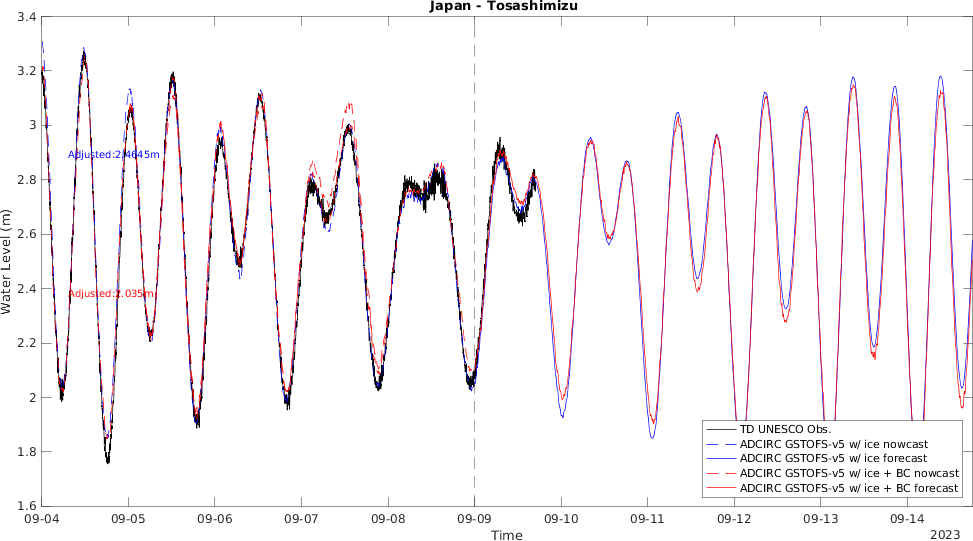 Japan - Tosashimizu
3.4
3.2
3
2.8
2.6
2.4
2.2
2
1.8
1.6
Water Level (m)
Adjusted:2.4645m
Adjusted:2.035m
TD UNESCO Obs.
ADCIRC GSTOFS-v5 w/ ice nowcast
ADCIRC GSTOFS-v5 w/ ice forecast
ADCIRC GSTOFS-v5 w/ ice + BC nowcast
ADCIRC GSTOFS-v5 w/ ice + BC forecast
09-04 09-05 09-06 09-07 09-08 09-09 09-10 09-11 09-12 09-13 09-14
Time
2023